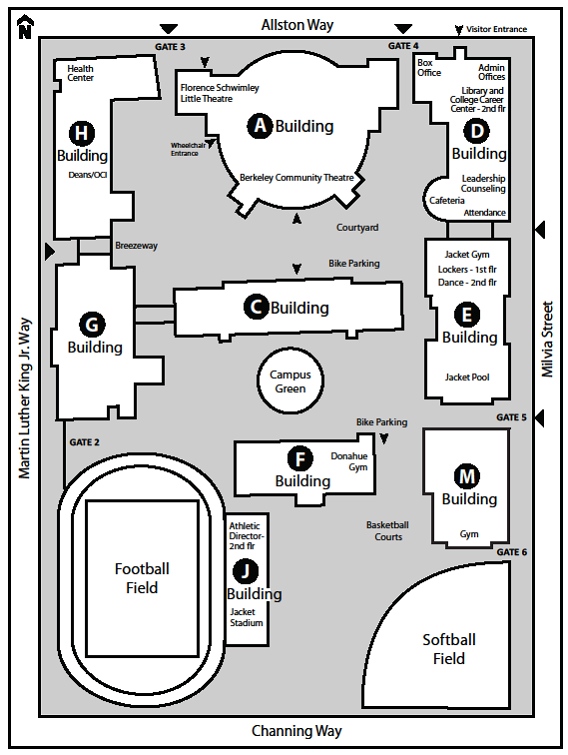 N
Allston Way
Visitor Entrance
GATE 3
GATE 4
Health
Center
H
Building
Deans/OCI
Florence Schwimley
Little Theatre
A Building
Wheelchair
Entrance
Berkeley Community Theatre
Box
Office
Admin
Offices
Library and
College Career
Center - 2nd flr
D
Building
Leadership
Counseling
Cafeteria
Attendance
Courtyard
Breezeway
Bike Parking
Jacket Gym
Lockers - 1st flr
Dance - 2nd flr
E
Building
Jacket Pool
G
Building
C Building
Martin Luther King Jr. Way
Milvia Street
Campus
Green
GATE 2
GATE 5
Bike Parking
F
Building
Donahue
Gym
M
Building
Gym
Basketball
Courts
GATE 6
Football
Field
Athletic
Director-
2nd flr
J
Building
Jacket
Stadium
Softball
Field
Channing Way